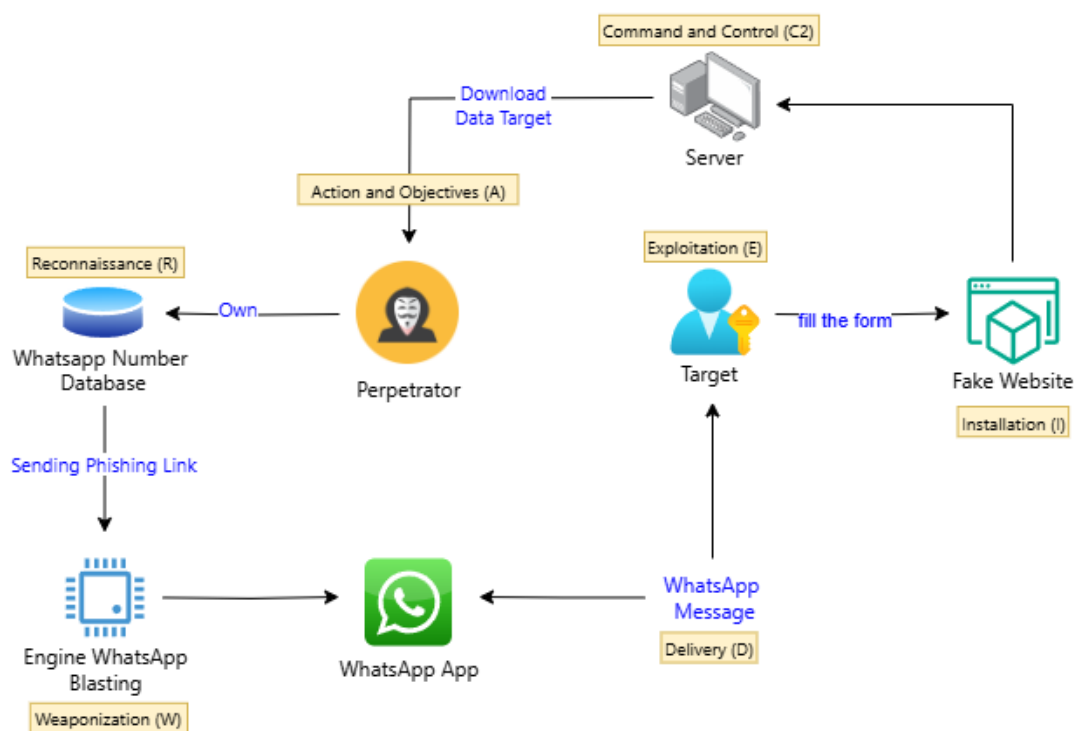 Command and Control (C2)
Download
Data Target
Server
Action and Objectives (A)
Reconnaissance (R)
Exploitation (E)
Own
fill the form
Whatsapp Number
Database
Perpetrator
Target
Fake Website
Installation (I)
Sending Phishing Link
WhatsApp
Message
Delivery (D)
Engine WhatsApp
Blasting
WhatsApp App
Weaponization (W)